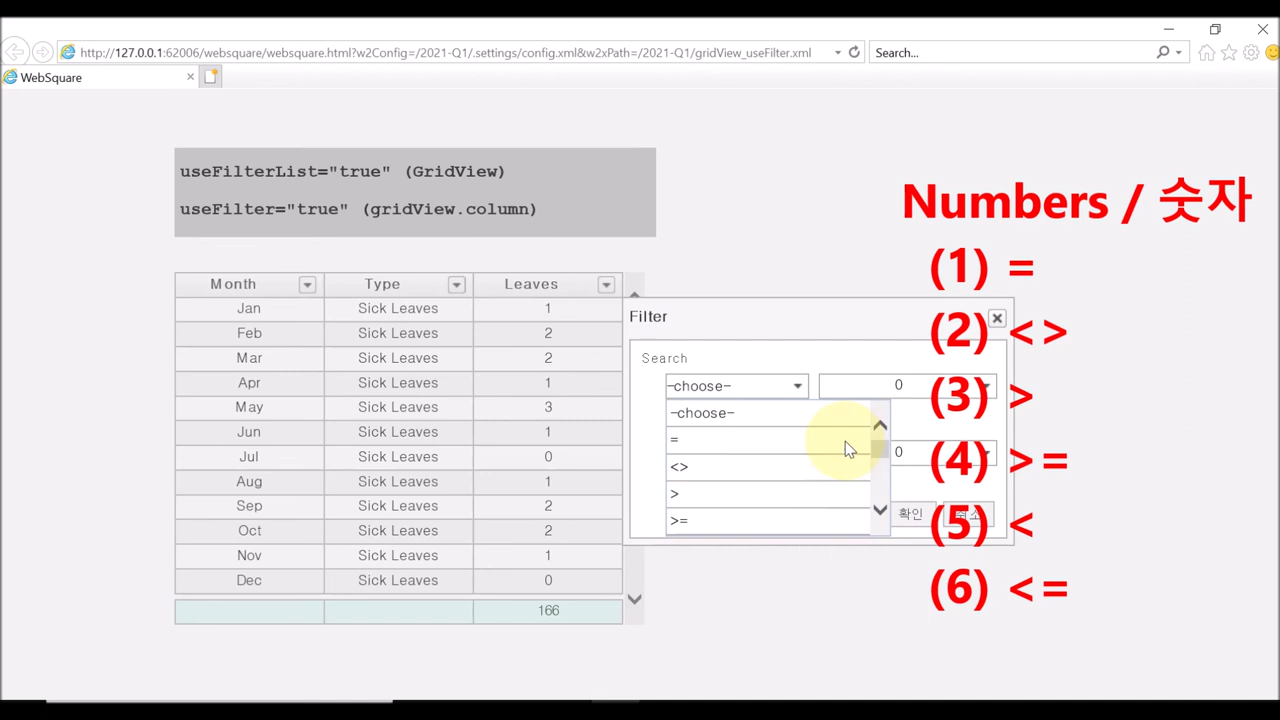 http://127.0.0.1:62006/websquare/websquare.html?w2Config=/2021-Q1/.settings/config.xml&w2xPath=/2021-Q1/gridView_useFilter.xml
Search...
WebSquare
useFilterList="true" (GridView)
useFilter="true" (gridView.column)
Numbers / 숫자
(1) =
(2) <>
(3) >
(4) >=
(5) <
(6) <=
Month Type Leaves
Jan Sick Leaves 1
Feb Sick Leaves 2
Mar Sick Leaves 2
Apr Sick Leaves 1
May Sick Leaves 3
Jun Sick Leaves 1
Jul Sick Leaves 0
Aug Sick Leaves 1
Sep Sick Leaves 2
Oct Sick Leaves 2
Nov Sick Leaves 1
Dec Sick Leaves 0
166
Filter
Search
-choose- 0
-choose-
=
<> 0
>
>=
확인